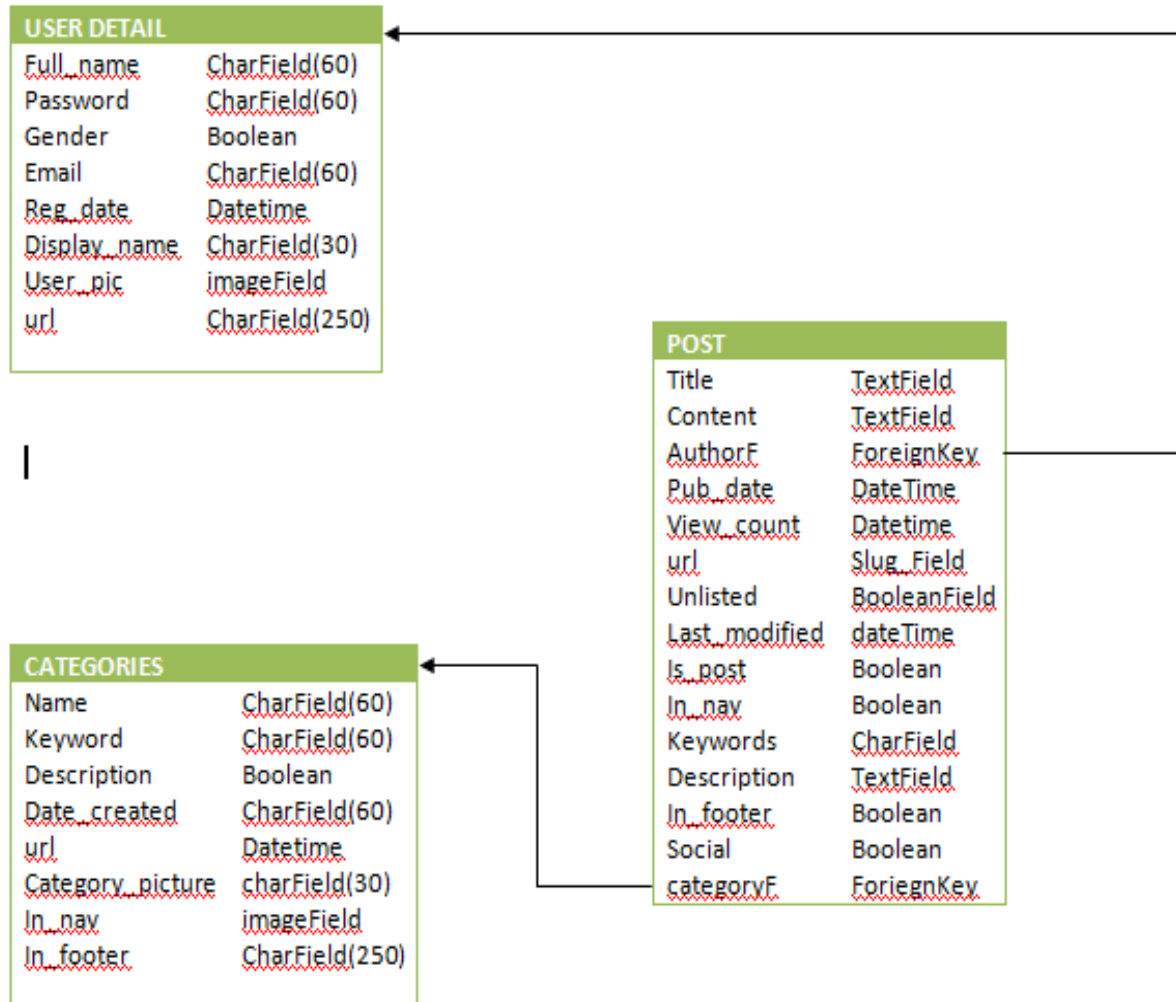 USER DETAIL
Full_name CharField(60)
Password CharField(60)
Gender Boolean
Email CharField(60)
Reg_date Datetime
Display_name CharField(30)
User_pic imageField
url CharField(250)
POST
Title TextField
Content TextField
AuthorF ForeignKey
Pub_date DateTime
View_count Datetime
url Slug_Field
Unlisted BooleanField
Last_modified dateTime
Is_post Boolean
In_nav Boolean
Keywords CharField
Description TextField
In_footer Boolean
Social Boolean
categoryF ForiegnKey
CATEGORIES
Name CharField(60)
Keyword CharField(60)
Description Boolean
Date_created CharField(60)
url Datetime
Category_picture charField(30)
In_nav imageField
In_footer CharField(250)